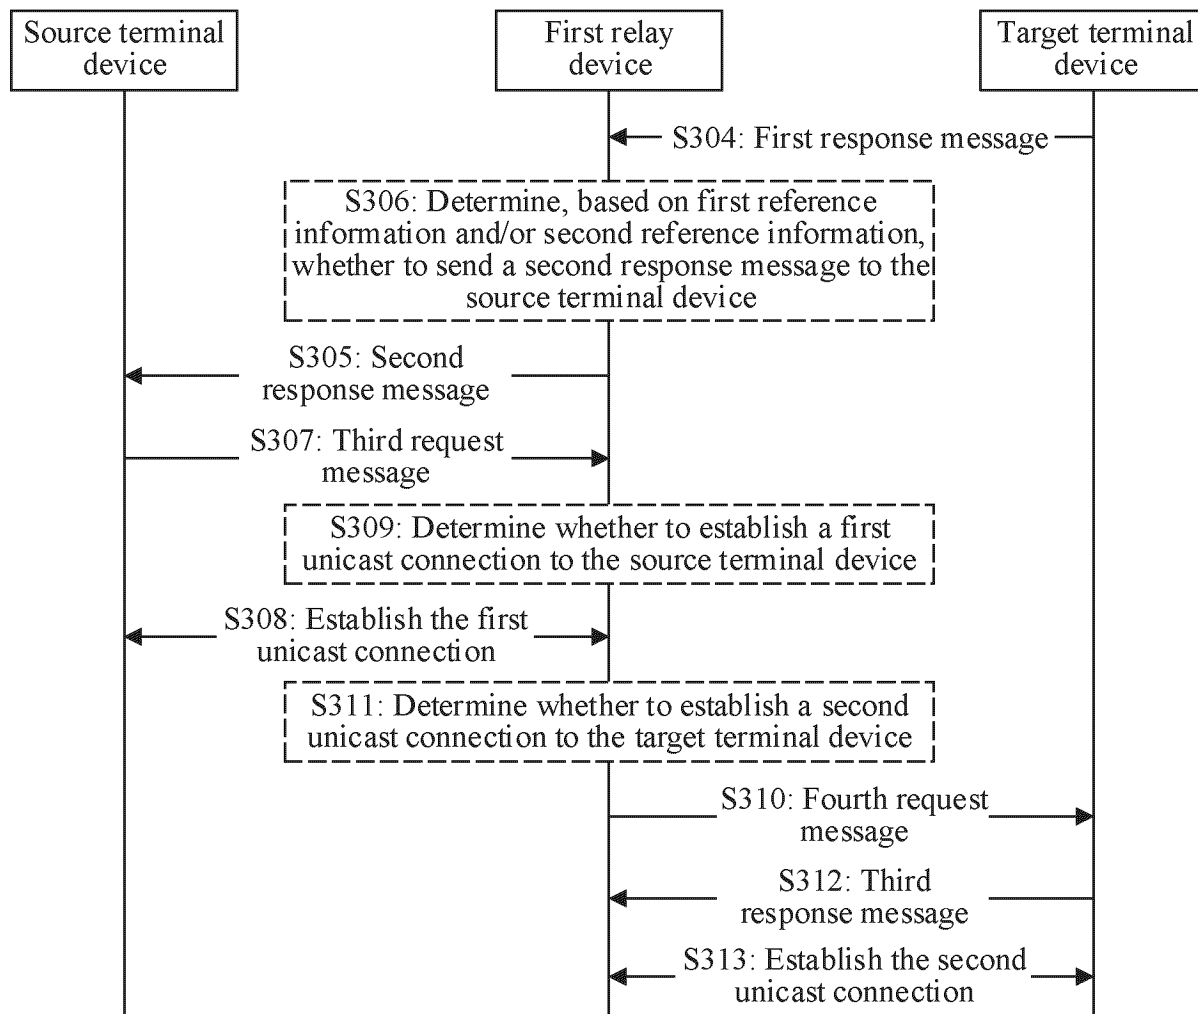 Source terminal
device
First relay
device
Target terminal
device
S304: First response message
S306: Determine, based on first reference
information and/or second reference information,
whether to send a second response message to the
source terminal device
S305: Second
response message
S307: Third request
message
S309: Determine whether to establish a first
unicast connection to the source terminal device
S308: Establish the first
unicast connection
S311: Determine whether to establish a second
unicast connection to the target terminal device
S310: Fourth request
message
S312: Third
response message
S313: Establish the second
unicast connection